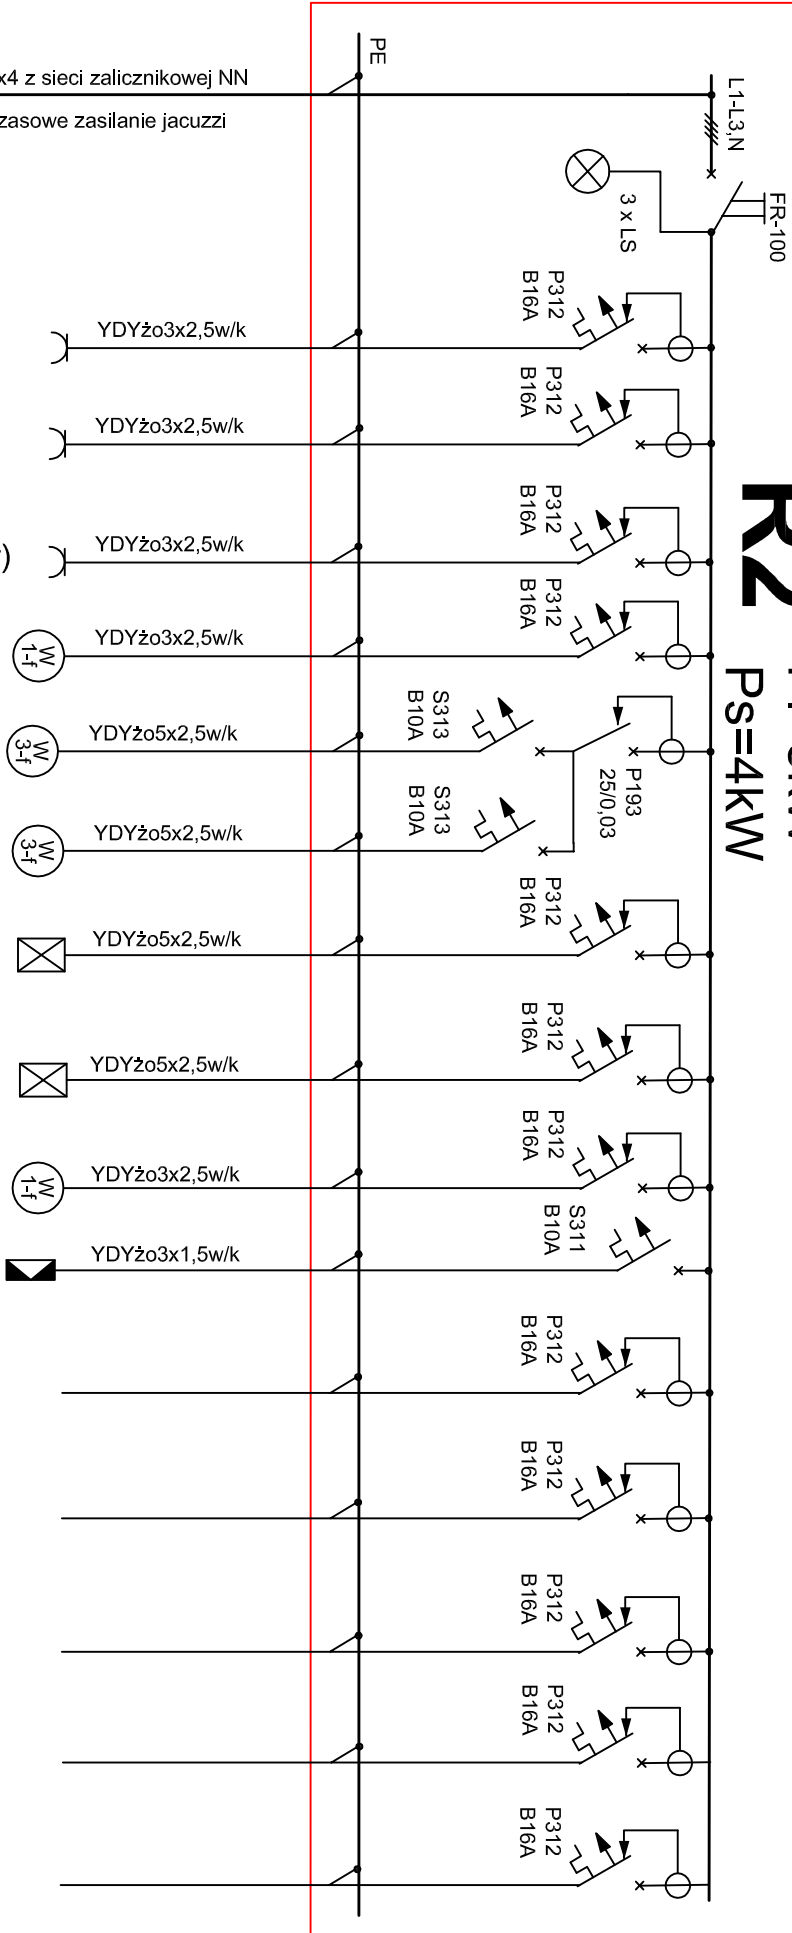 x4 z sieci zalicznikowej NN
zasowe zasilanie jacuzzi
PE
L1-L3,N
FR-100
3 x LS
R2
Ps=4kW
YDYżo3x2,5w/k
P312
B16A
YDYżo3x2,5w/k
P312
B16A
)
YDYżo3x2,5w/k
P312
B16A
W
1-f
YDYżo3x2,5w/k
P312
B16A
W
3-f
YDYżo5x2,5w/k
S313
B10A
P193
25/0,03
W
3-f
YDYżo5x2,5w/k
S313
B10A
YDYżo5x2,5w/k
P312
B16A
YDYżo5x2,5w/k
P312
B16A
W
1-f
YDYżo3x2,5w/k
P312
B16A
YDYżo3x1,5w/k
S311
B10A
P312
B16A
P312
B16A
P312
B16A
P312
B16A
P312
B16A